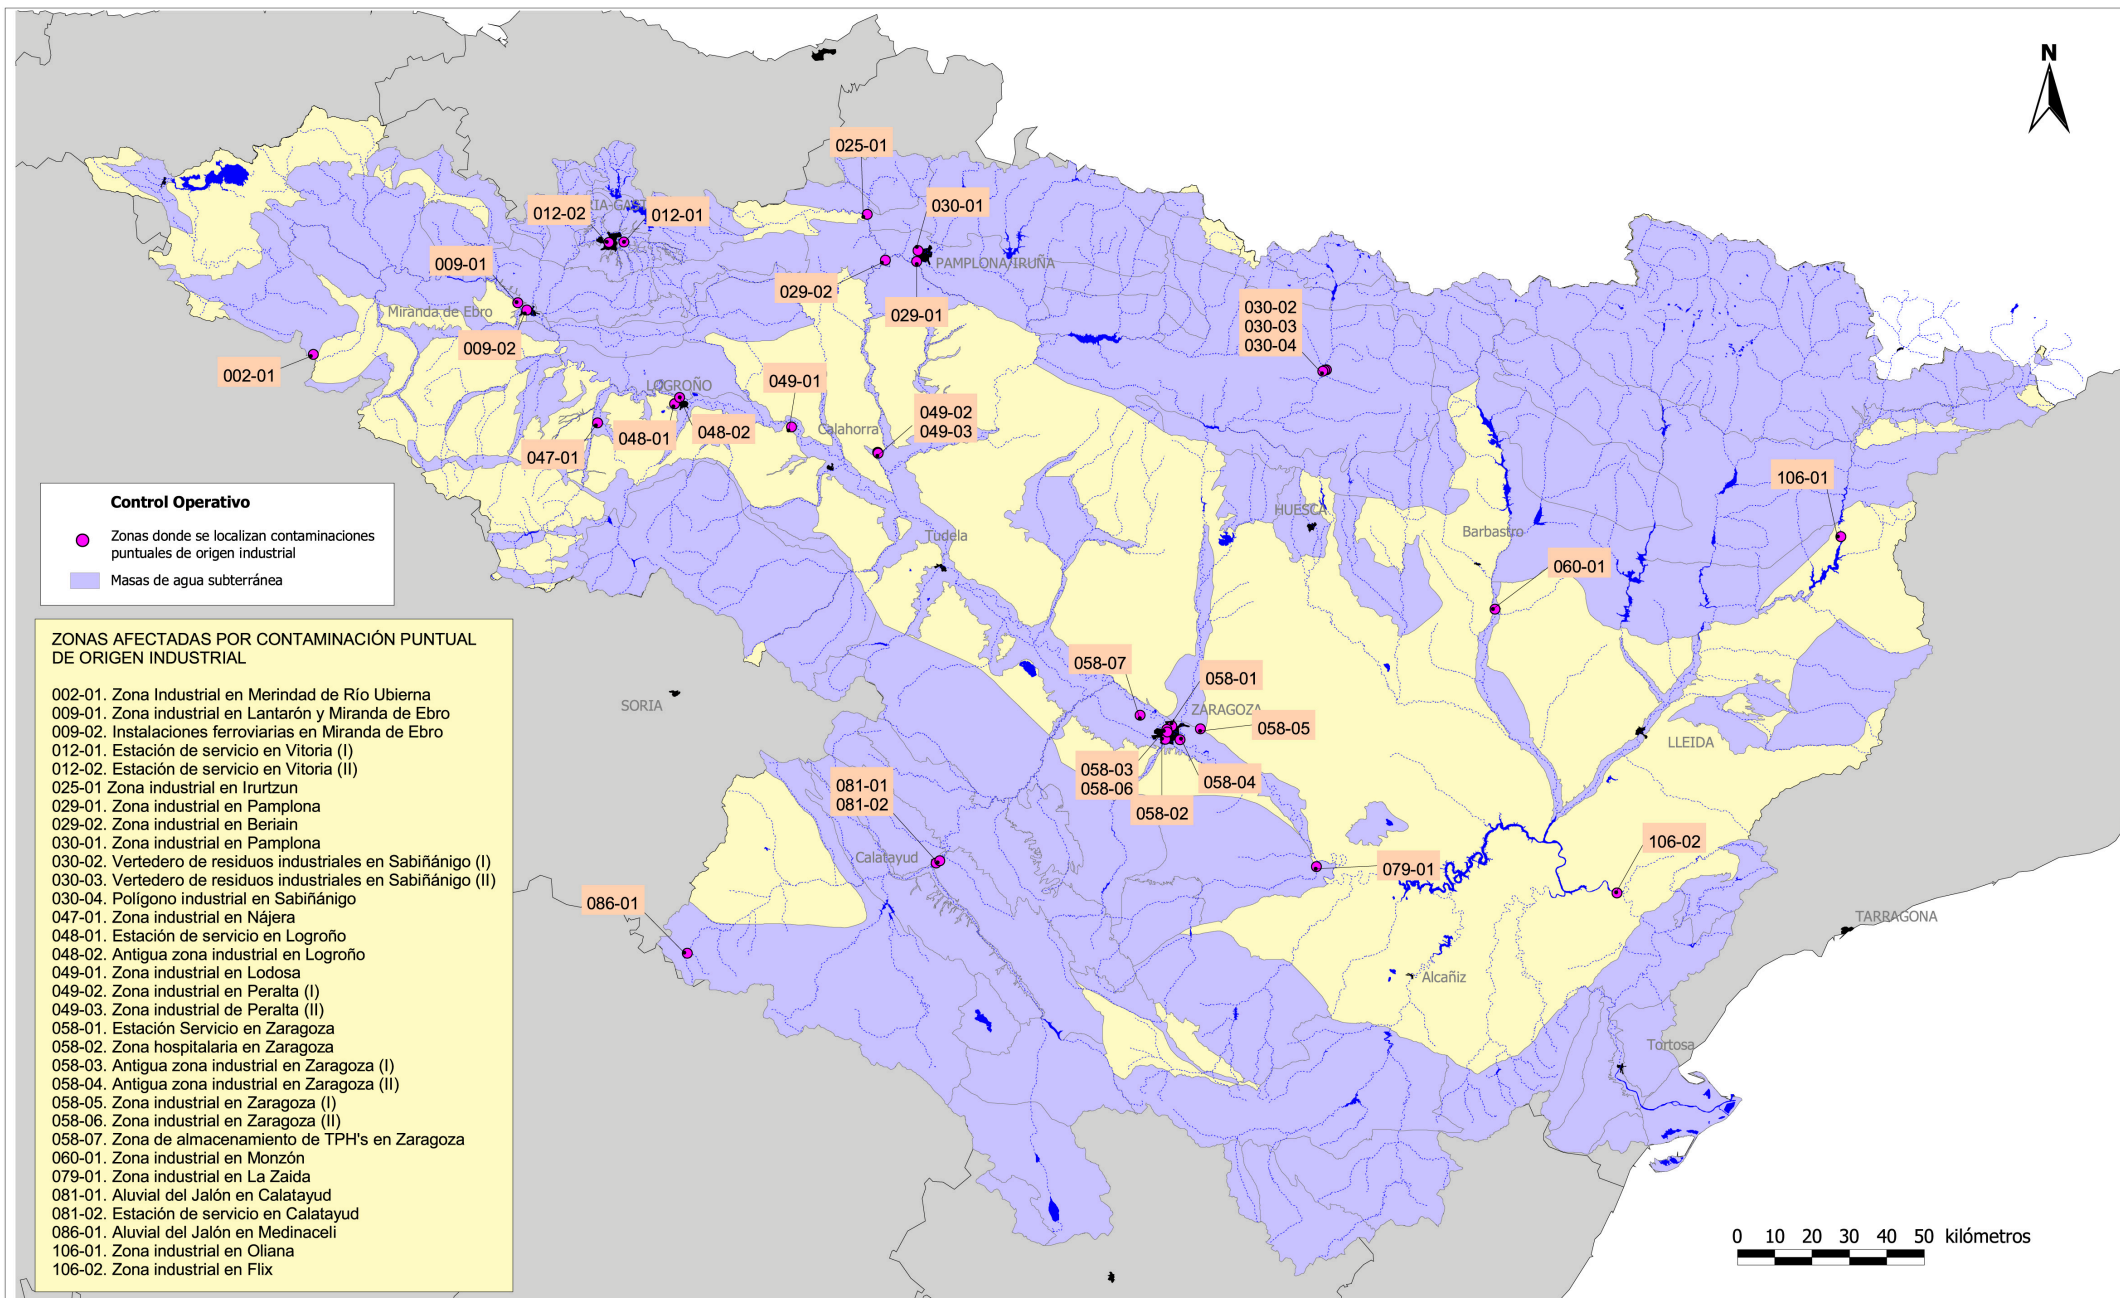 N
025-01
030-01
012-02
012-01
RIA-GAST
009-01
PAMPLONA/IRUÑA
029-02
029-01
Miranda de Ebro
009-02
030-02
030-03
030-04
002-01
LOGROÑO
049-01
048-01
048-02
Calahorra
049-02
049-03
047-01
106-01
HUESCA
Barbastro
Tudela
060-01
Control Operativo
Zonas donde se localizan contaminaciones
puntuales de origen industrial
Masas de agua subterránea
058-07
058-01
SORIA
ZARAGOZA
058-05
LLEIDA
058-03
058-06
058-04
058-02
081-01
081-02
Calatayud
106-02
079-01
086-01
TARRAGONA
Alcañiz
Tortosa
ZONAS AFECTADAS POR CONTAMINACIÓN PUNTUAL
DE ORIGEN INDUSTRIAL
002-01. Zona Industrial en Merindad de Río Ubierna
009-01. Zona industrial en Lantarón y Miranda de Ebro
009-02. Instalaciones ferroviarias en Miranda de Ebro
012-01. Estación de servicio en Vitoria (I)
012-02. Estación de servicio en Vitoria (II)
025-01 Zona industrial en Irurtzun
029-01. Zona industrial en Pamplona
029-02. Zona industrial en Beriain
030-01. Zona industrial en Pamplona
030-02. Vertedero de residuos industriales en Sabiñánigo (I)
030-03. Vertedero de residuos industriales en Sabiñánigo (II)
030-04. Polígono industrial en Sabiñánigo
047-01. Zona industrial en Nájera
048-01. Estación de servicio en Logroño
048-02. Antigua zona industrial en Logroño
049-01. Zona industrial en Lodosa
049-02. Zona industrial en Peralta (I)
049-03. Zona industrial de Peralta (II)
058-01. Estación Servicio en Zaragoza
058-02. Zona hospitalaria en Zaragoza
058-03. Antigua zona industrial en Zaragoza (I)
058-04. Antigua zona industrial en Zaragoza (II)
058-05. Zona industrial en Zaragoza (I)
058-06. Zona industrial en Zaragoza (II)
058-07. Zona de almacenamiento de TPH's en Zaragoza
060-01. Zona industrial en Monzón
079-01. Zona industrial en La Zaida
081-01. Aluvial del Jalón en Calatayud
081-02. Estación de servicio en Calatayud
086-01. Aluvial del Jalón en Medinaceli
106-01. Zona industrial en Oliana
106-02. Zona industrial en Flix
0 10 20 30 40 50 kilómetros